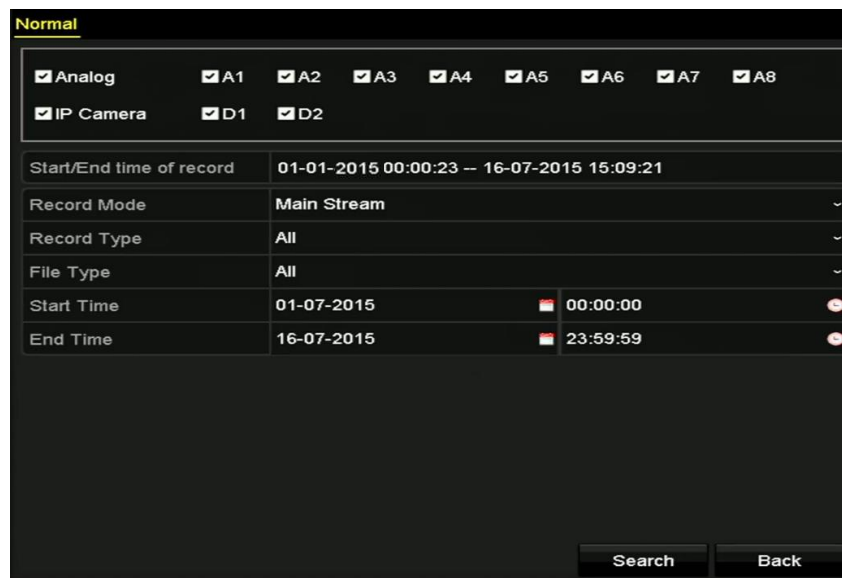 Normal
Analog A1 A2 A3 A4 A5 A6 A7 A8
IP Camera D1 D2
Start/End time of record 01-01-2015 00:00:23 -- 16-07-2015 15:09:21
Record Mode Main Stream
Record Type All
File Type All
Start Time 01-07-2015 00:00:00
End Time 16-07-2015 23:59:59
Search Back